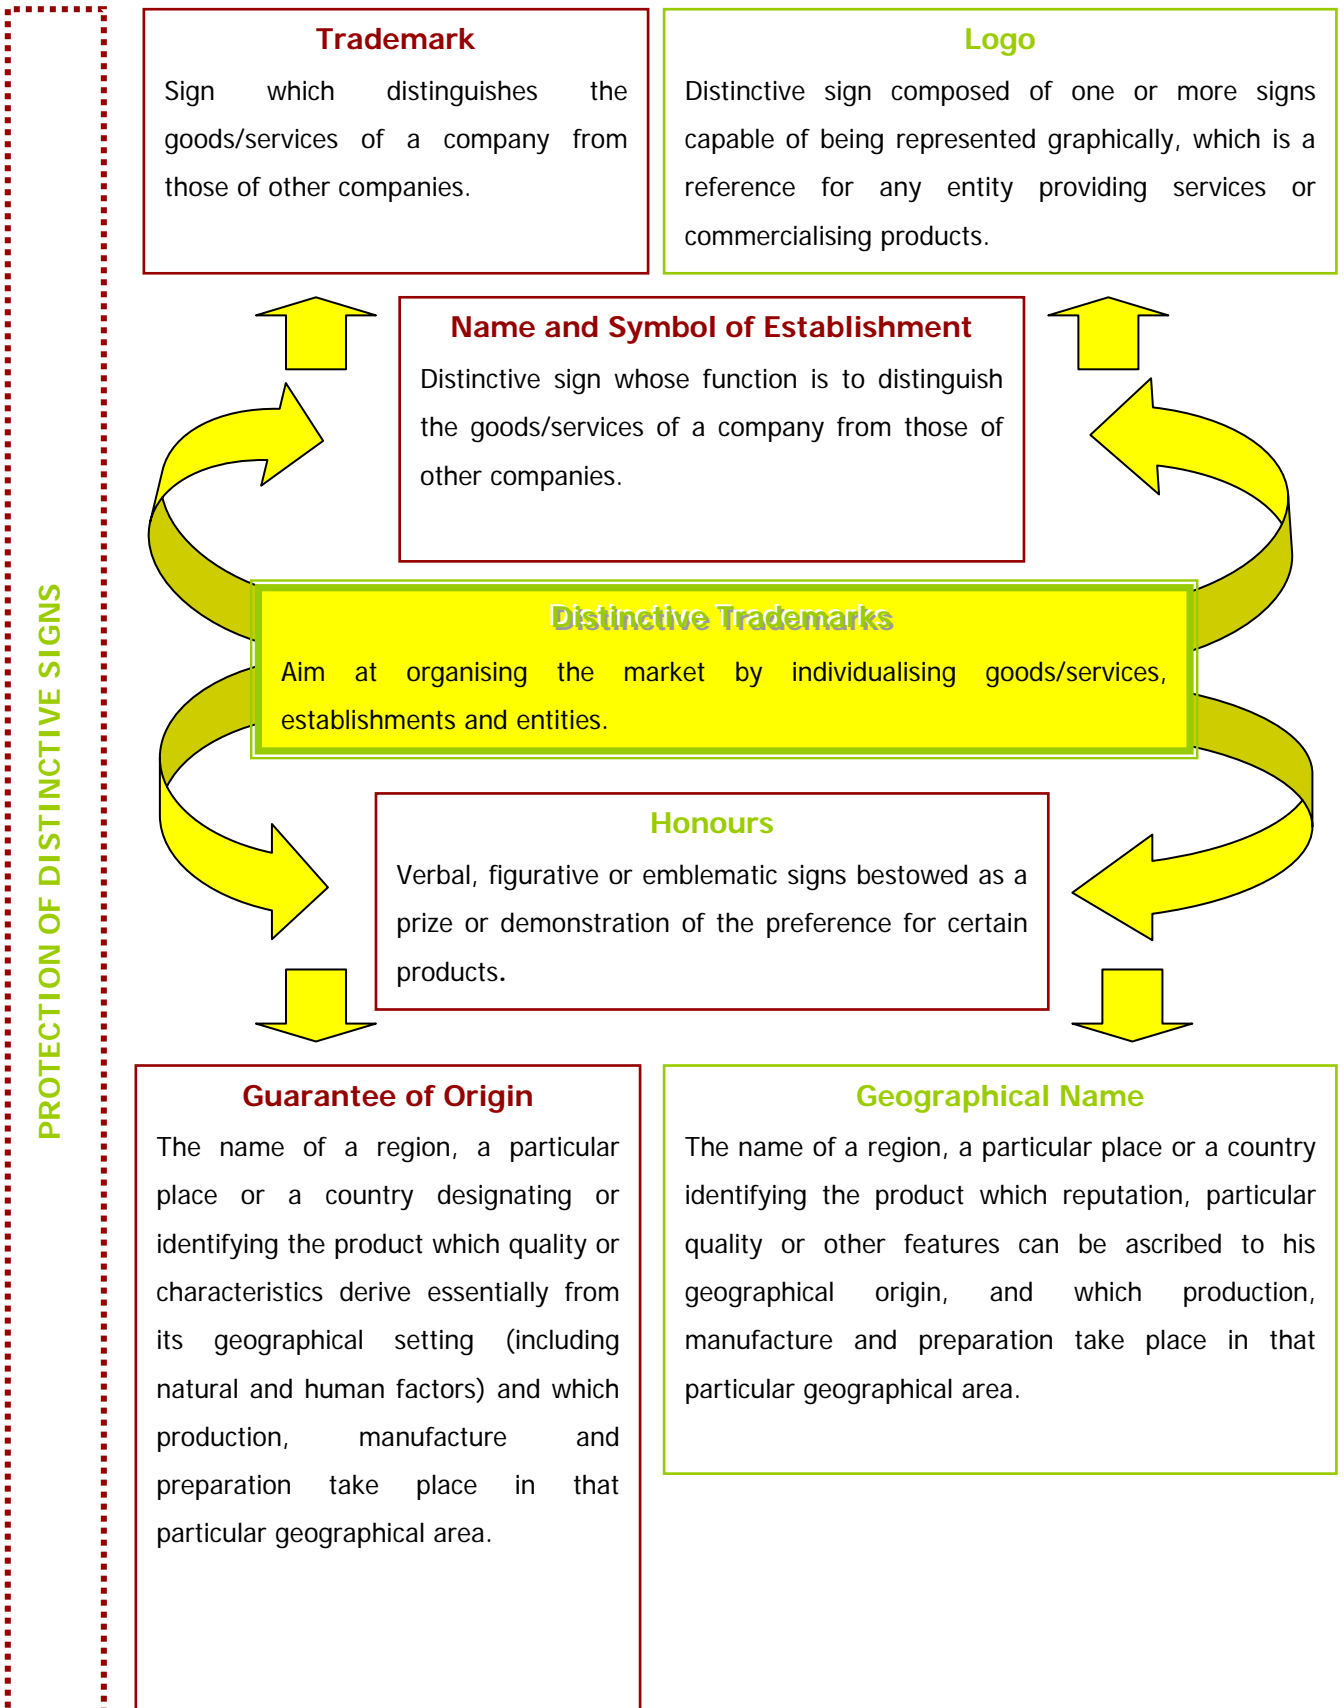 PROTECTION OF DISTINCTIVE SIGNS
Trademark
Sign which distinguishes the
goods/services of a company from
those of other companies.
Logo
Distinctive sign composed of one or more signs
capable of being represented graphically, which is a
reference for any entity providing services or
commercialising products.
Name and Symbol of Establishment
Distinctive sign whose function is to distinguish
the goods/services of a company from those of
other companies.
Distinctive Trademarks
Aim at organising the market by individualising goods/services,
establishments and entities.
Honours
Verbal, figurative or emblematic signs bestowed as a
prize or demonstration of the preference for certain
products.
Guarantee of Origin
The name of a region, a particular
place or a country designating or
identifying the product which quality or
characteristics derive essentially from
its geographical setting (including
natural and human factors) and which
production, manufacture and
preparation take place in that
particular geographical area.
Geographical Name
The name of a region, a particular place or a country
identifying the product which reputation, particular
quality or other features can be ascribed to his
geographical origin, and which production,
manufacture and preparation take place in that
particular geographical area.